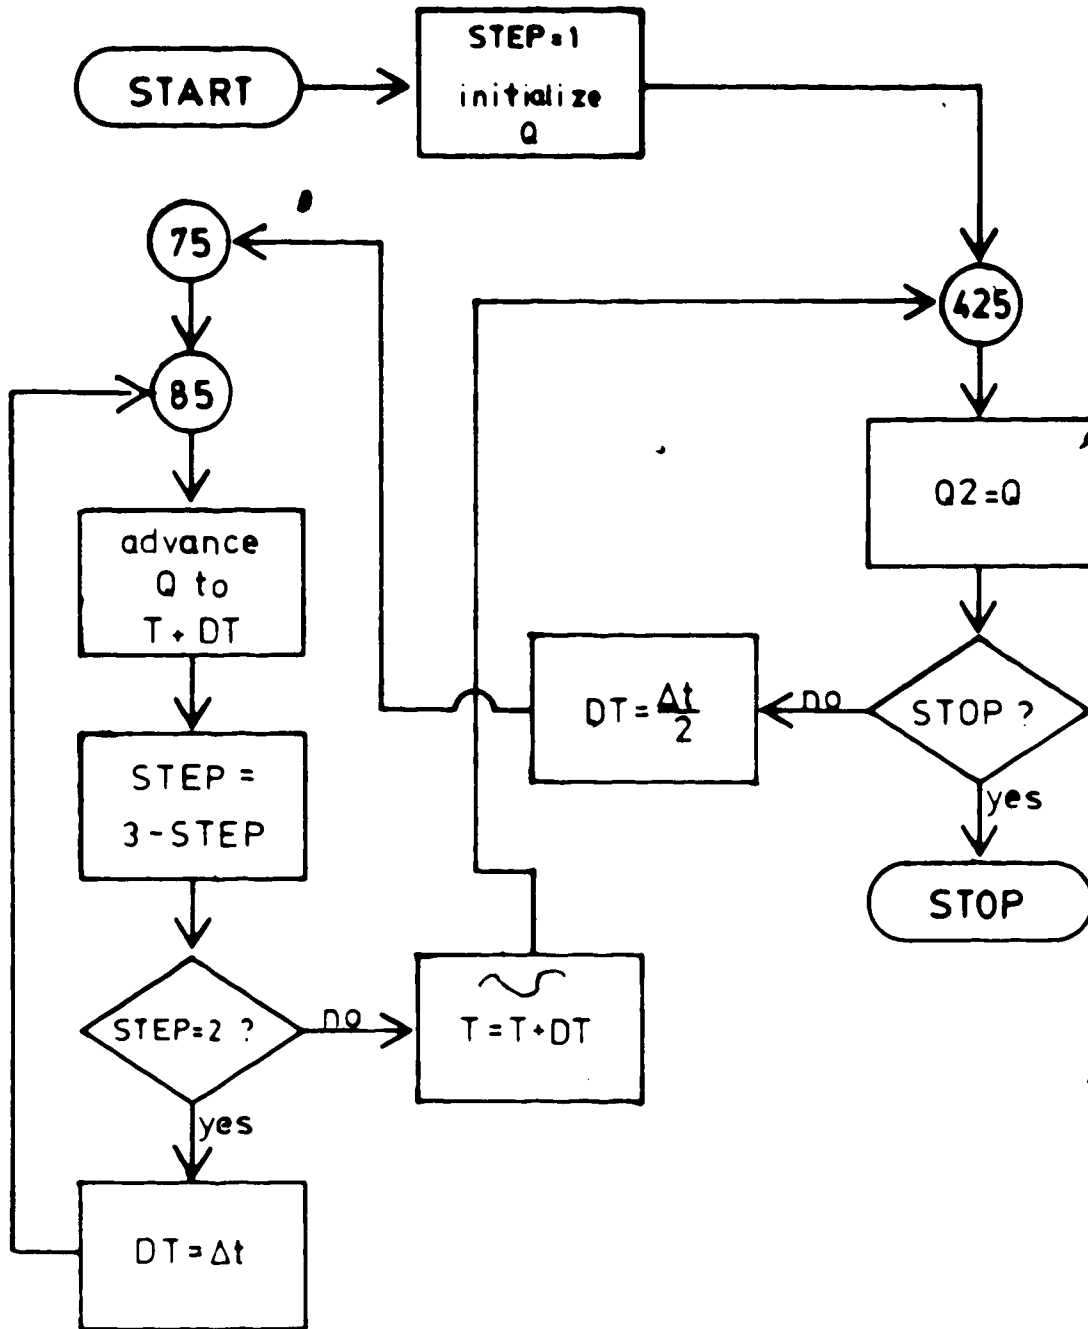 START
STEP=1
initialize
Q
75
425
85
Q2=Q
advance
Q to
T+DT
DT=Δt/2
no
STOP ?
yes
STEP =
3-STEP
STOP
STEP=2 ?
no
T=T+DT
yes
DT=Δt